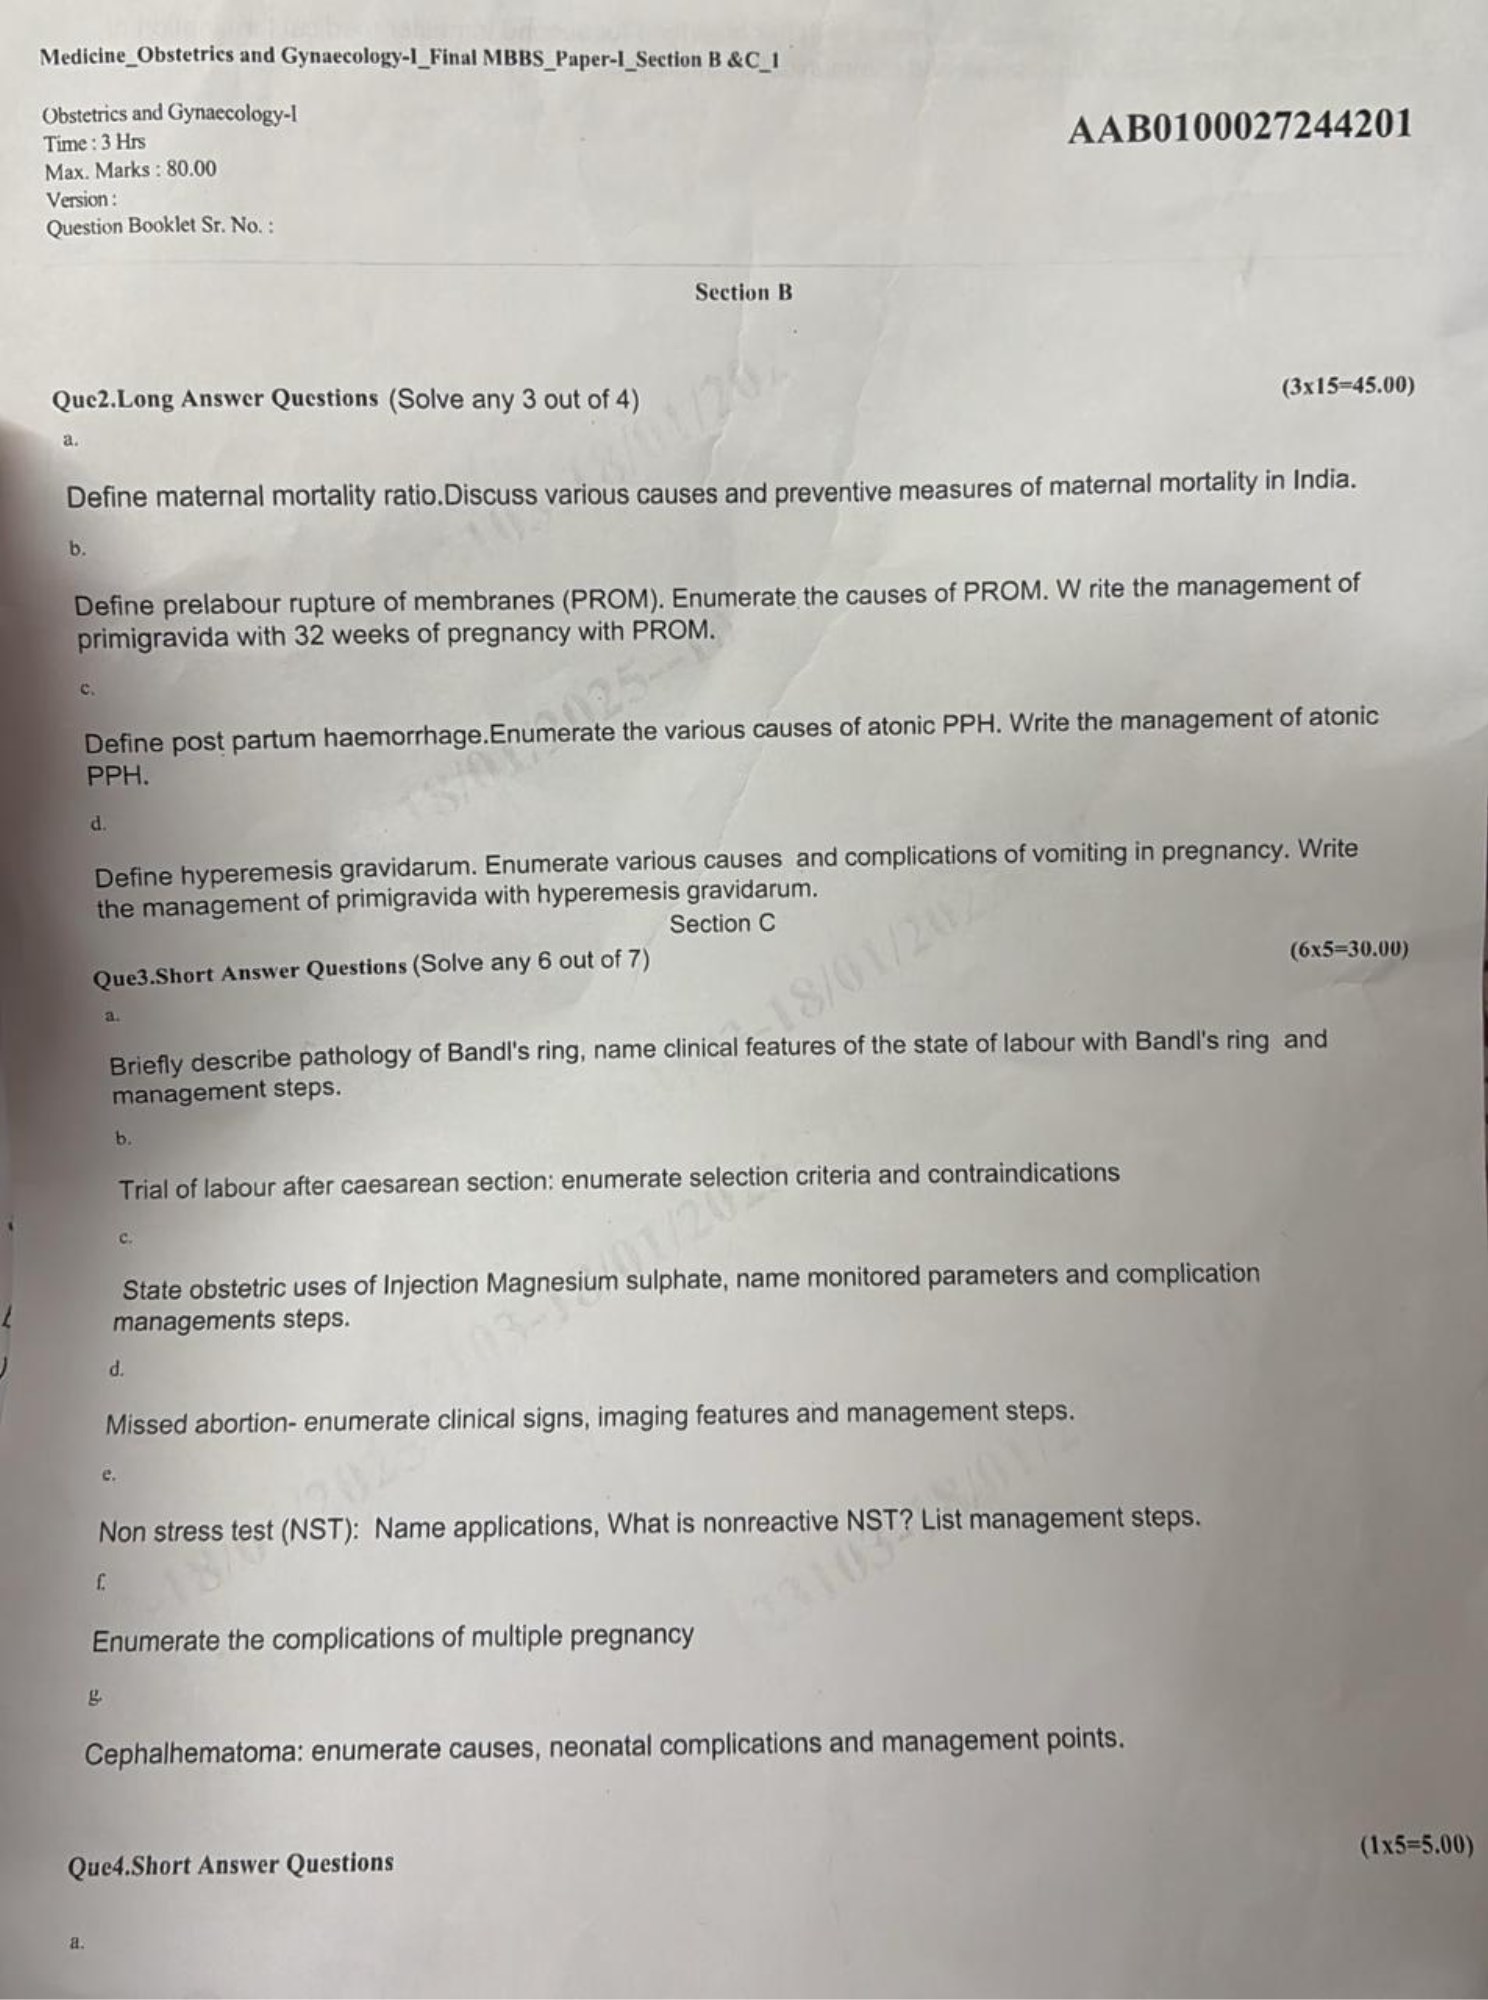 Medicine_Obstetrics and Gynaecology-I_Final MBBS_Paper-I_Section B &C_1
Obstetrics and Gynaecology-I
AAB0100027244201
Time : 3 Hrs
Max. Marks : 80.00
Version :
Question Booklet Sr. No. :
Section B
Que2.Long Answer Questions (Solve any 3 out of 4)
(3x15=45.00)
a.
Define maternal mortality ratio.Discuss various causes and preventive measures of maternal mortality in India.
b.
Define prelabour rupture of membranes (PROM). Enumerate the causes of PROM. W rite the management of
primigravida with 32 weeks of pregnancy with PROM.
c.
Define post partum haemorrhage.Enumerate the various causes of atonic PPH. Write the management of atonic
PPH.
d.
Define hyperemesis gravidarum. Enumerate various causes and complications of vomiting in pregnancy. Write
the management of primigravida with hyperemesis gravidarum.
Section C
Que3.Short Answer Questions (Solve any 6 out of 7)
(6x5=30.00)
a.
Briefly describe pathology of Bandl's ring, name clinical features of the state of labour with Bandl's ring and
management steps.
b.
Trial of labour after caesarean section: enumerate selection criteria and contraindications
c.
State obstetric uses of Injection Magnesium sulphate, name monitored parameters and complication
managements steps.
d.
Missed abortion- enumerate clinical signs, imaging features and management steps.
e.
Non stress test (NST): Name applications, What is nonreactive NST? List management steps.
f.
Enumerate the complications of multiple pregnancy
g.
Cephalhematoma: enumerate causes, neonatal complications and management points.
Que4.Short Answer Questions
(1x5=5.00)
a.